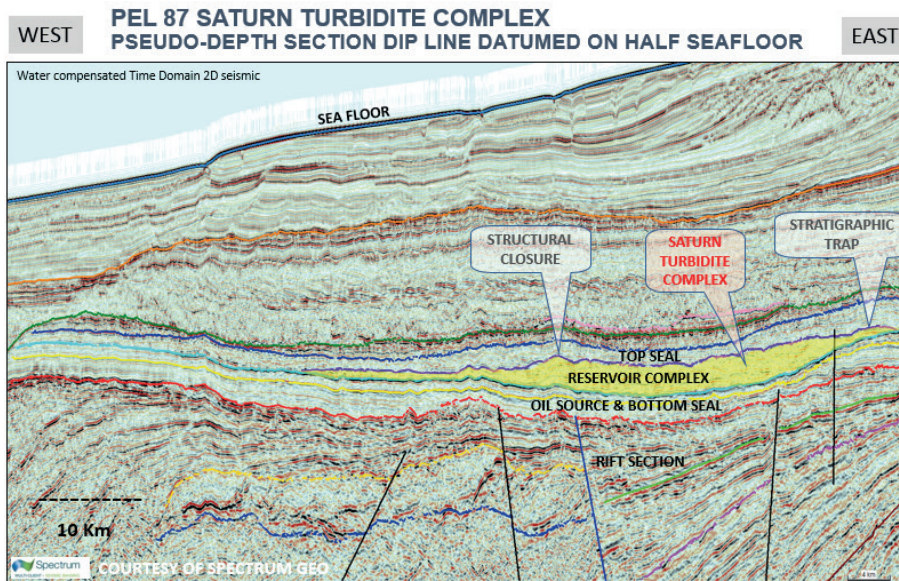 WEST
PEL 87 SATURN TURBIDITE COMPLEX
PSEUDO-DEPTH SECTION DIP LINE DATUMED ON HALF SEAFLOOR
EAST
Water compensated Time Domain 2D seismic
SEA FLOOR
STRUCTURAL
CLOSURE
SATURN
TURBIDITE
COMPLEX
STRATIGRAPHIC
TRAP
TOP SEAL
RESERVOIR COMPLEX
OIL SOURCE & BOTTOM SEAL
RIFT SECTION
10 Km
Spectrum
COURTESY OF SPECTRUM GEO
4 km